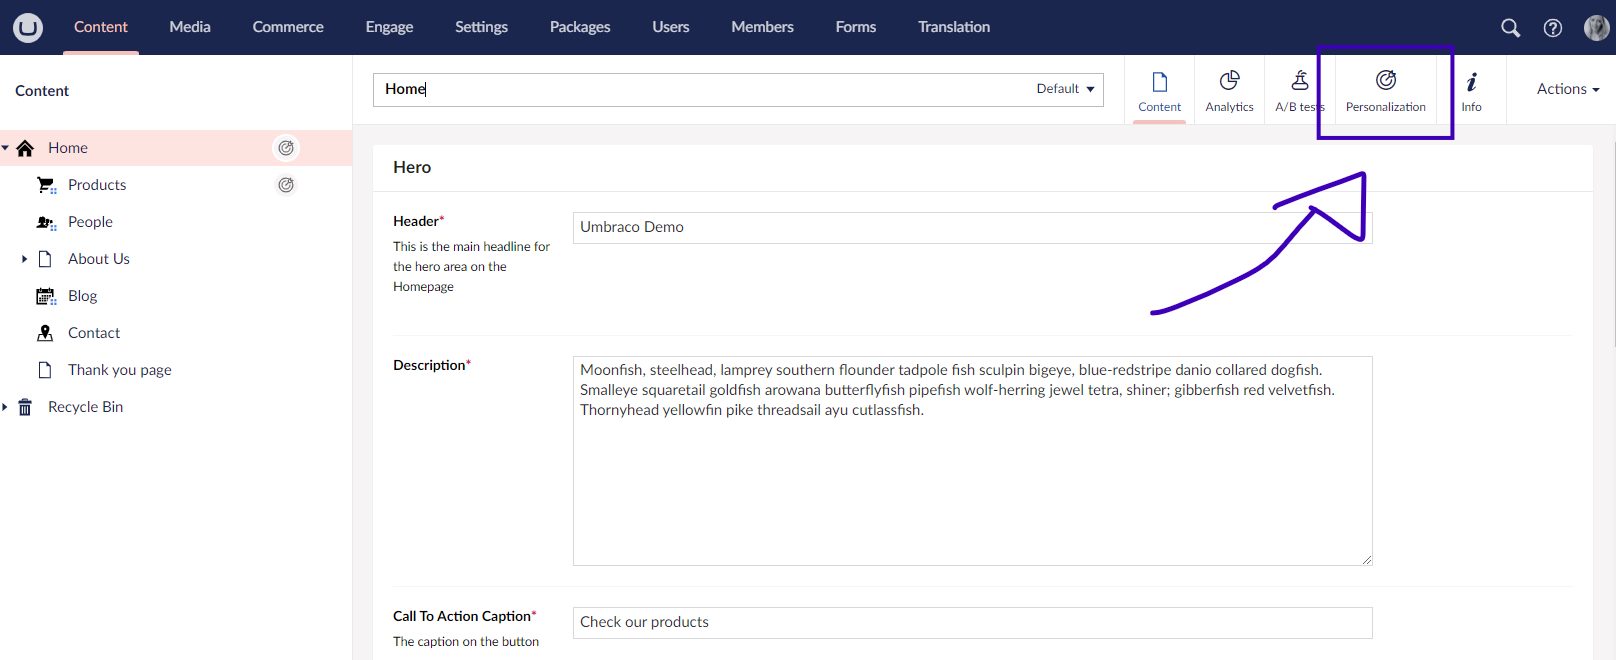 Content Media Commerce Engage Settings Packages Users Members Forms Translation
Content
Home
Products
People
About Us
Blog
Contact
Thank you page
Recycle Bin
Home Default
Content Analytics A/B tests Personalization Info Actions
Hero
Header*
This is the main headline for
the hero area on the
Homepage
Umbraco Demo
Description*
Moonfish, steelhead, lamprey southern flounder tadpole fish sculpin bigeye, blue-redstripe danio collared dogfish.
Smalleye squaretail goldfish arowana butterflyfish pipefish wolf-herring jewel tetra, shiner; gibberfish red velvetfish.
Thornyhead yellowfin pike threadsail ayu cutlassfish.
Call To Action Caption*
The caption on the button
Check our products